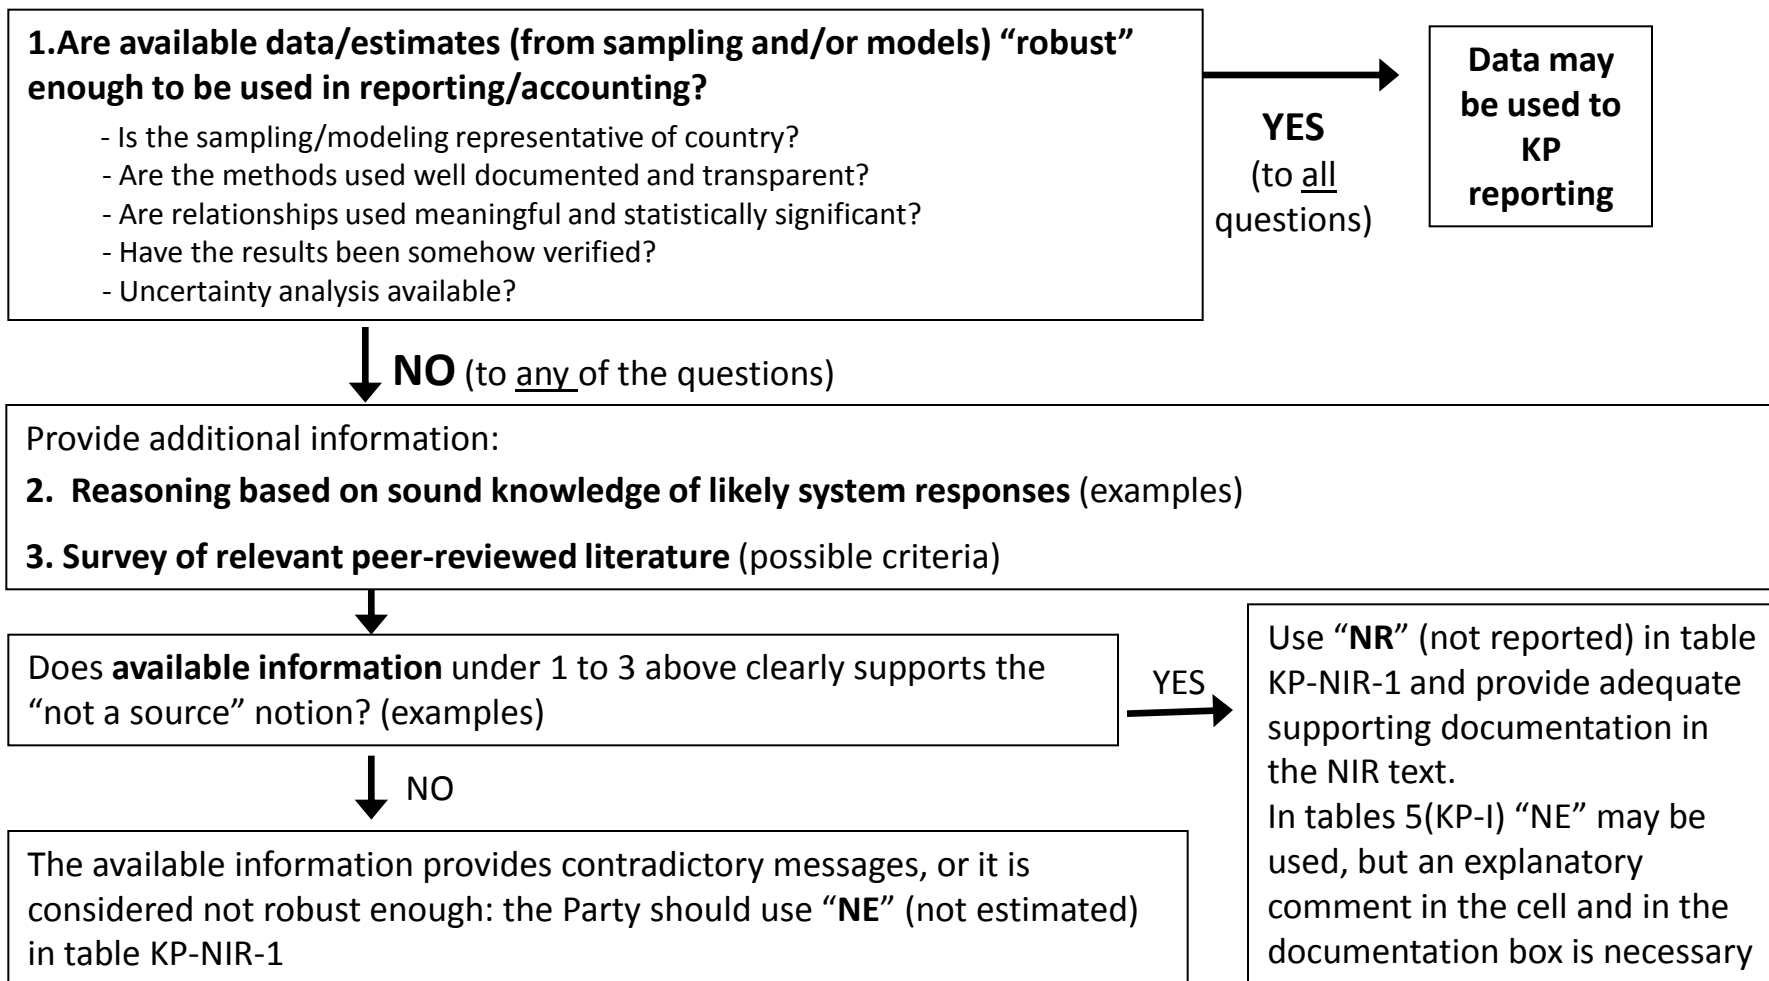 1.Are available data/estimates (from sampling and/or models) “robust”
enough to be used in reporting/accounting?
- Is the sampling/modeling representative of country?
- Are the methods used well documented and transparent?
- Are relationships used meaningful and statistically significant?
- Have the results been somehow verified?
- Uncertainty analysis available?
YES
(to all
questions)
Data may
be used to
KP
reporting
NO (to any of the questions)
Provide additional information:
2. Reasoning based on sound knowledge of likely system responses (examples)
3. Survey of relevant peer-reviewed literature (possible criteria)
Does available information under 1 to 3 above clearly supports the
“not a source” notion? (examples)
YES
Use “NR” (not reported) in table
KP-NIR-1 and provide adequate
supporting documentation in
the NIR text.
In tables 5(KP-I) “NE” may be
used, but an explanatory
comment in the cell and in the
documentation box is necessary
NO
The available information provides contradictory messages, or it is
considered not robust enough: the Party should use “NE” (not estimated)
in table KP-NIR-1